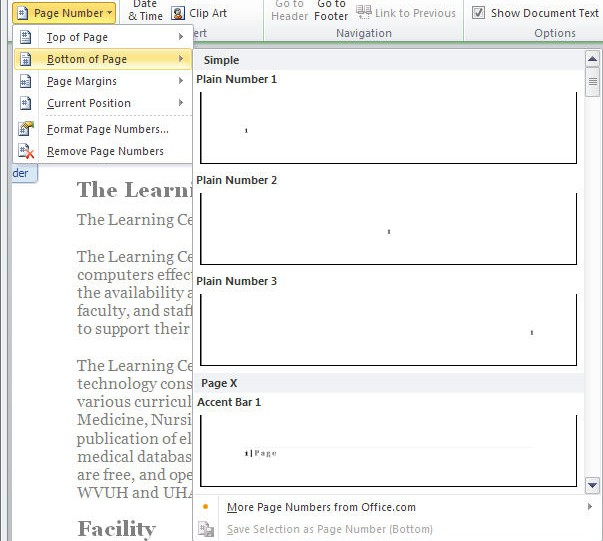 Page Number
Date & Time
Clip Art
Go to Header
Go to Footer
Link to Previous
Show Document Text
ert
Navigation
Options
Top of Page
Bottom of Page
Page Margins
Current Position
Format Page Numbers...
Remove Page Numbers
der
Simple
Plain Number 1
1
Plain Number 2
1
Plain Number 3
1
Page X
Accent Bar 1
1|Page
More Page Numbers from Office.com
Save Selection as Page Number (Bottom)
The Learni
The Learning Ce
The Learning Ce
computers effec
the availability a
faculty, and staff
to support their
The Learning Ce
technology cons
various curricul
Medicine, Nursi
publication of el
medical databas
are free, and ope
WVUH and UHA
Facility